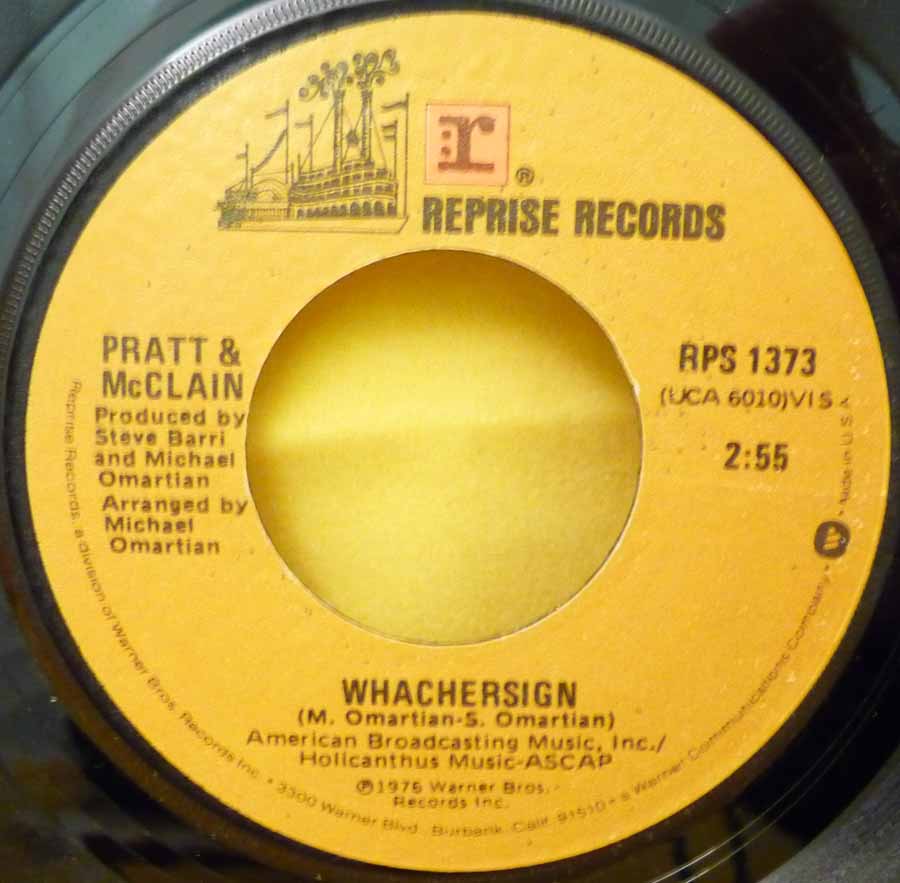 r
®
REPRISE RECORDS
PRATT &
McCLAIN
Produced by
Steve Barri
and Michael
Omartian
Arranged by
Michael
Omartian
RPS 1373
(UCA 6010)V1S
2:55
WHACHERSIGN
(M. Omartian-S. Omartian)
American Broadcasting Music, Inc./
Hollcanthus Music-ASCAP
℗1976 Warner Bros.
Records Inc.
Reprise Records, a division of Warner Bros. Records Inc. • 3300 Warner Blvd. Burbank, Calif. 91510 • a Warner Communications Company • W • Made in U.S.A.